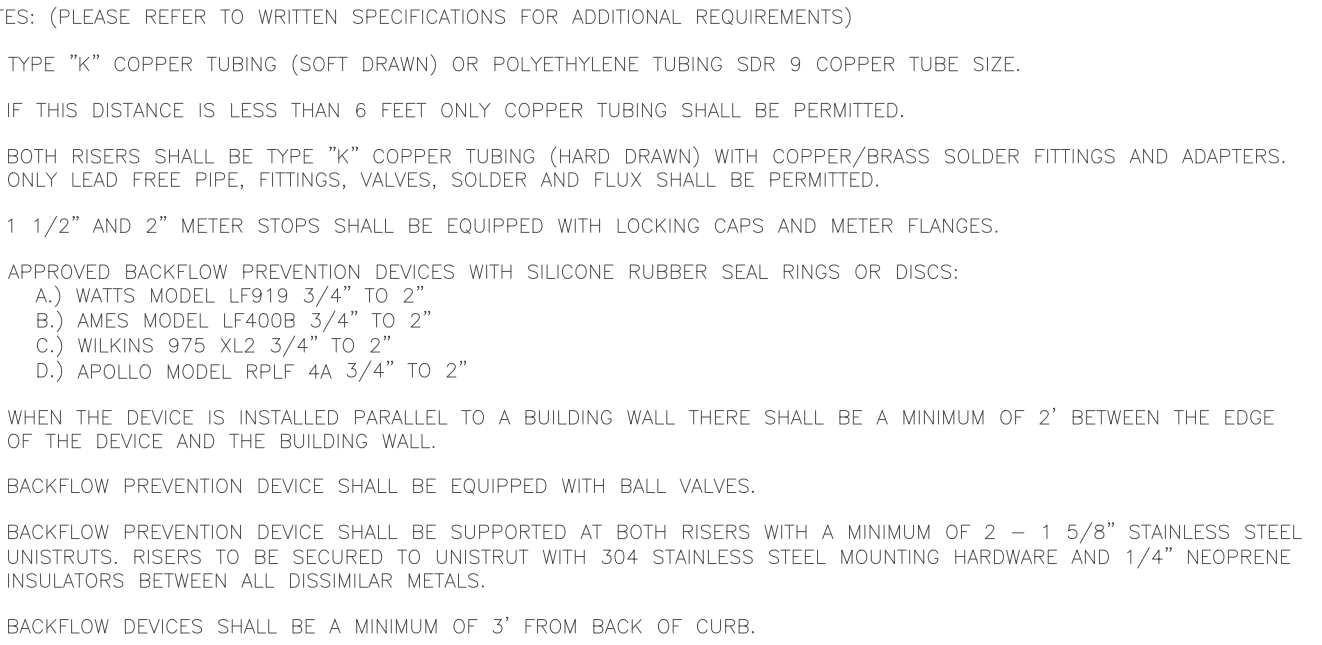 TES: (PLEASE REFER TO WRITTEN SPECIFICATIONS FOR ADDITIONAL REQUIREMENTS)
TYPE "K" COPPER TUBING (SOFT DRAWN) OR POLYETHYLENE TUBING SDR 9 COPPER TUBE SIZE.
IF THIS DISTANCE IS LESS THAN 6 FEET ONLY COPPER TUBING SHALL BE PERMITTED.
BOTH RISERS SHALL BE TYPE "K" COPPER TUBING (HARD DRAWN) WITH COPPER/BRASS SOLDER FITTINGS AND ADAPTERS.
ONLY LEAD FREE PIPE, FITTINGS, VALVES, SOLDER AND FLUX SHALL BE PERMITTED.
1 1/2" AND 2" METER STOPS SHALL BE EQUIPPED WITH LOCKING CAPS AND METER FLANGES.
APPROVED BACKFLOW PREVENTION DEVICES WITH SILICONE RUBBER SEAL RINGS OR DISCS:
A.) WATTS MODEL LF919 3/4" TO 2"
B.) AMES MODEL LF400B 3/4" TO 2"
C.) WILKINS 975 XL2 3/4" TO 2"
D.) APOLLO MODEL RPLF 4A 3/4" TO 2"
WHEN THE DEVICE IS INSTALLED PARALLEL TO A BUILDING WALL THERE SHALL BE A MINIMUM OF 2' BETWEEN THE EDGE
OF THE DEVICE AND THE BUILDING WALL.
BACKFLOW PREVENTION DEVICE SHALL BE EQUIPPED WITH BALL VALVES.
BACKFLOW PREVENTION DEVICE SHALL BE SUPPORTED AT BOTH RISERS WITH A MINIMUM OF 2 – 1 5/8" STAINLESS STEEL
UNISTRUTS. RISERS TO BE SECURED TO UNISTRUT WITH 304 STAINLESS STEEL MOUNTING HARDWARE AND 1/4" NEOPRENE
INSULATORS BETWEEN ALL DISSIMILAR METALS.
BACKFLOW DEVICES SHALL BE A MINIMUM OF 3' FROM BACK OF CURB.